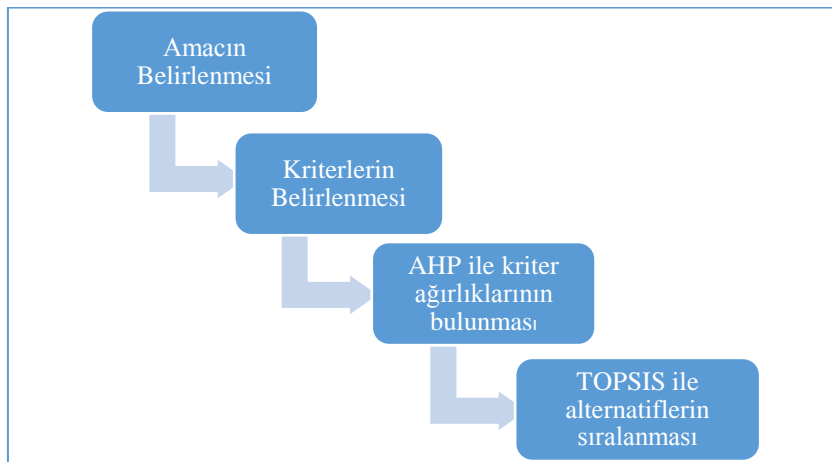 Amacın
Belirlenmesi
Kriterlerin
Belirlenmesi
AHP ile kriter
ağırlıklarının
bulunması
TOPSIS ile
alternatiflerin
sıralanması